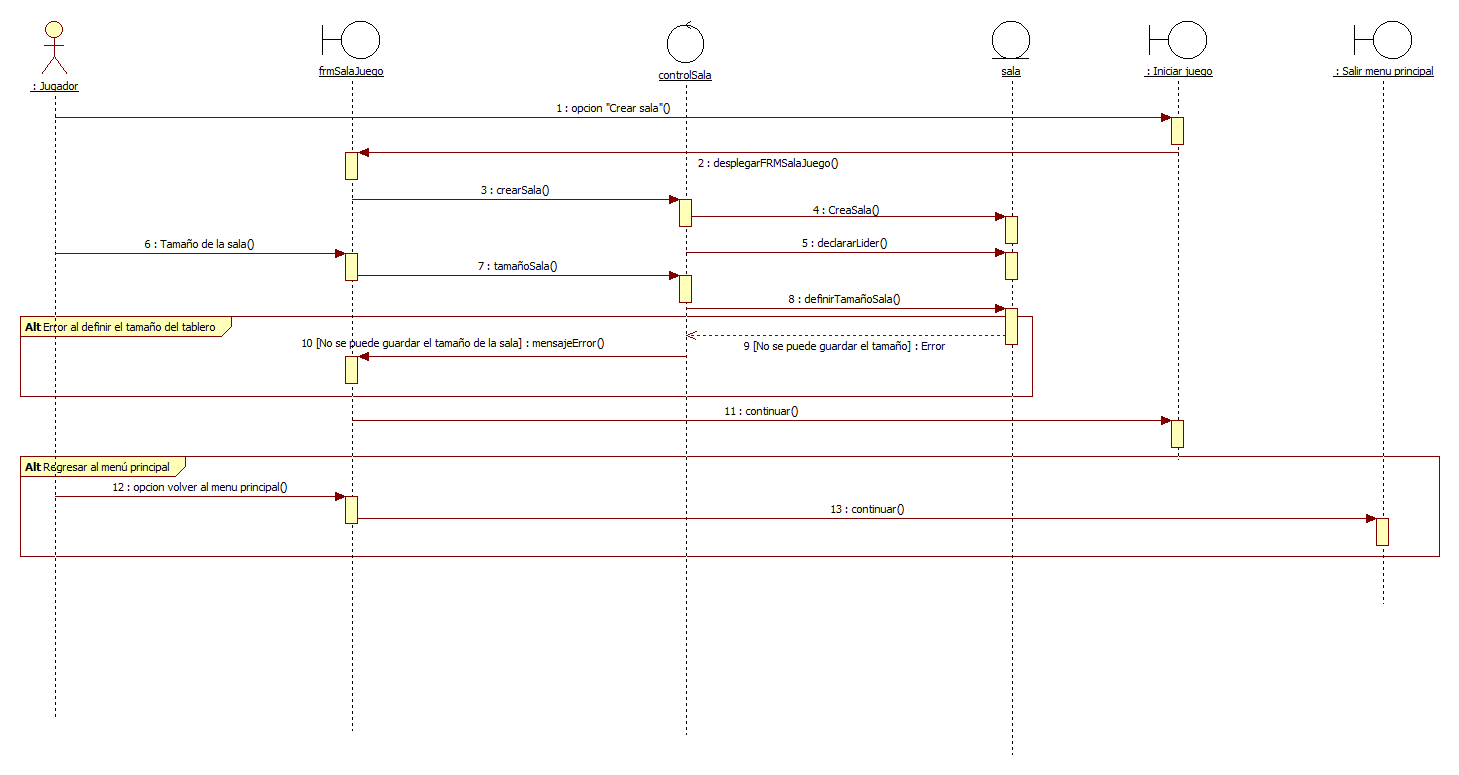 : Jugador
frmSalaJuego
controlSala
sala
: Iniciar juego
: Salir menu principal
1 : opcion "Crear sala"()
2 : desplegarFRMSalaJuego()
3 : crearSala()
4 : CreaSala()
5 : declararLider()
6 : Tamaño de la sala()
7 : tamañoSala()
8 : definirTamañoSala()
Alt Error al definir el tamaño del tablero
9 [No se puede guardar el tamaño] : Error
10 [No se puede guardar el tamaño de la sala] : mensajeError()
11 : continuar()
Alt Regresar al menú principal
12 : opcion volver al menu principal()
13 : continuar()